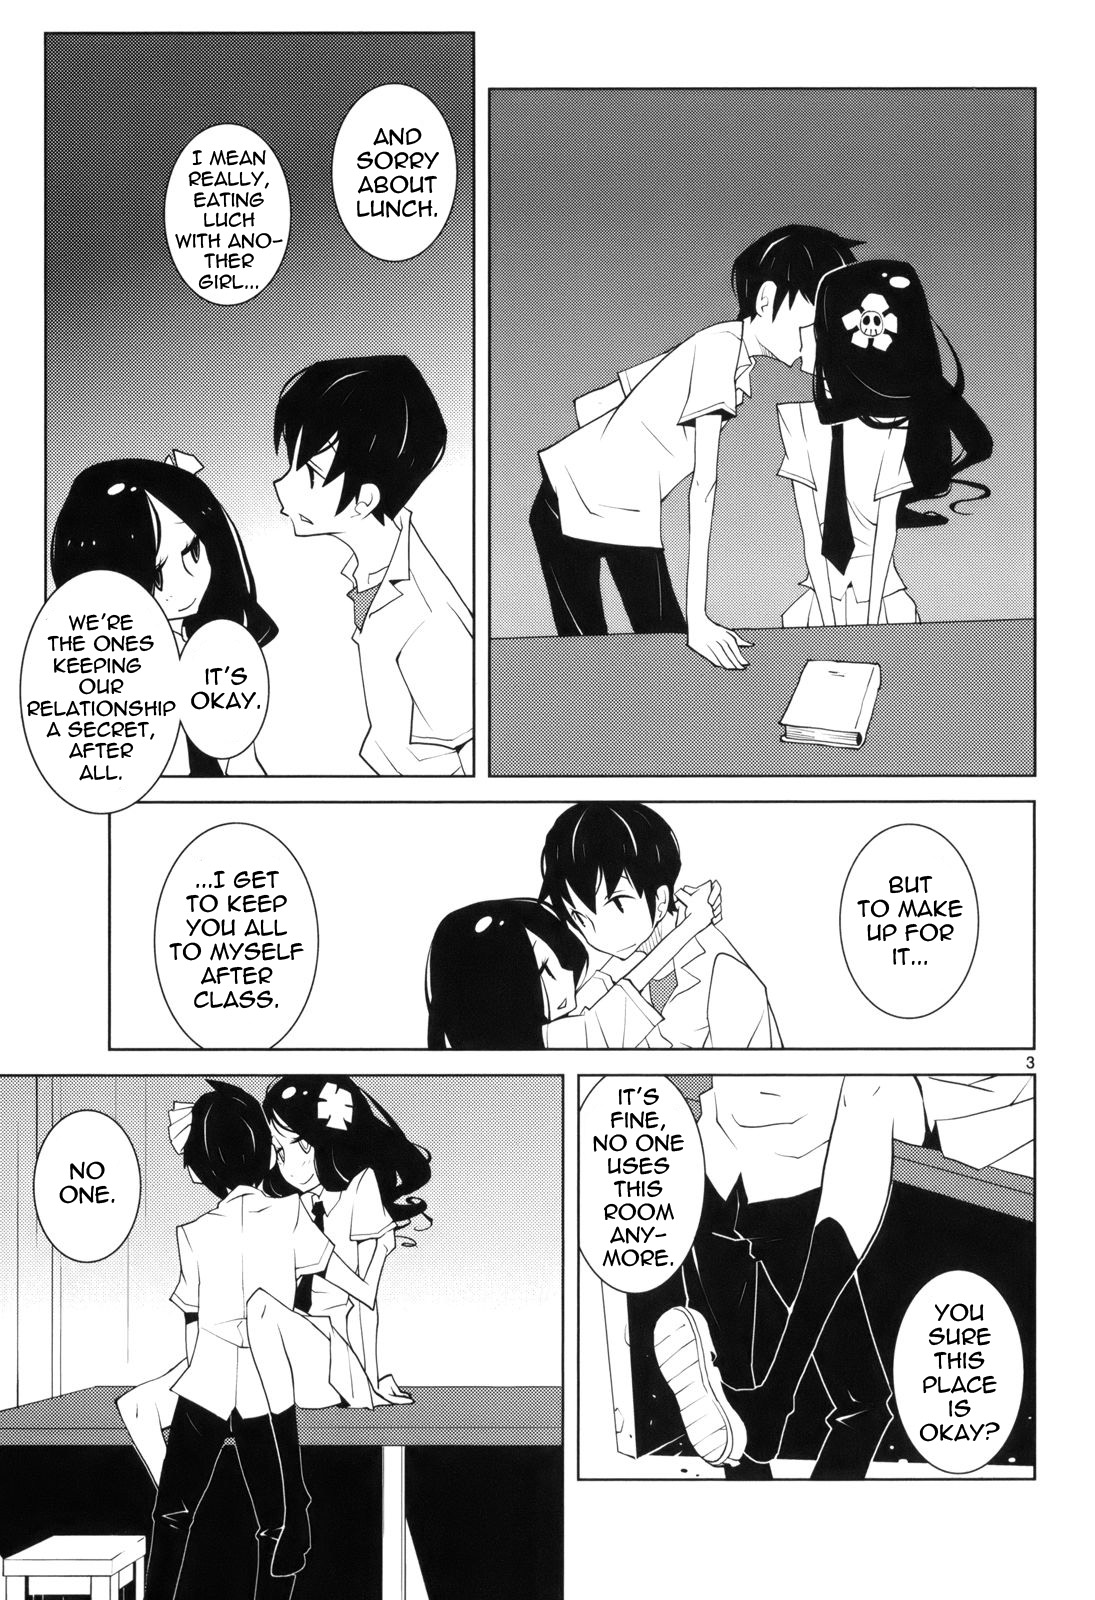 AND
SORRY
ABOUT
LUNCH.
I MEAN
REALLY,
EATING
LUCH
WITH ANO-
THER
GIRL...
IT'S
OKAY.
WE'RE
THE ONES
KEEPING
OUR
RELATIONSHIP
A SECRET,
AFTER
ALL.
BUT
TO MAKE
UP FOR
IT...
...I GET
TO KEEP
YOU ALL
TO MYSELF
AFTER
CLASS.
3
YOU
SURE
THIS
PLACE
IS
OKAY?
IT'S
FINE,
NO ONE
USES
THIS
ROOM
ANY-
MORE.
NO
ONE.